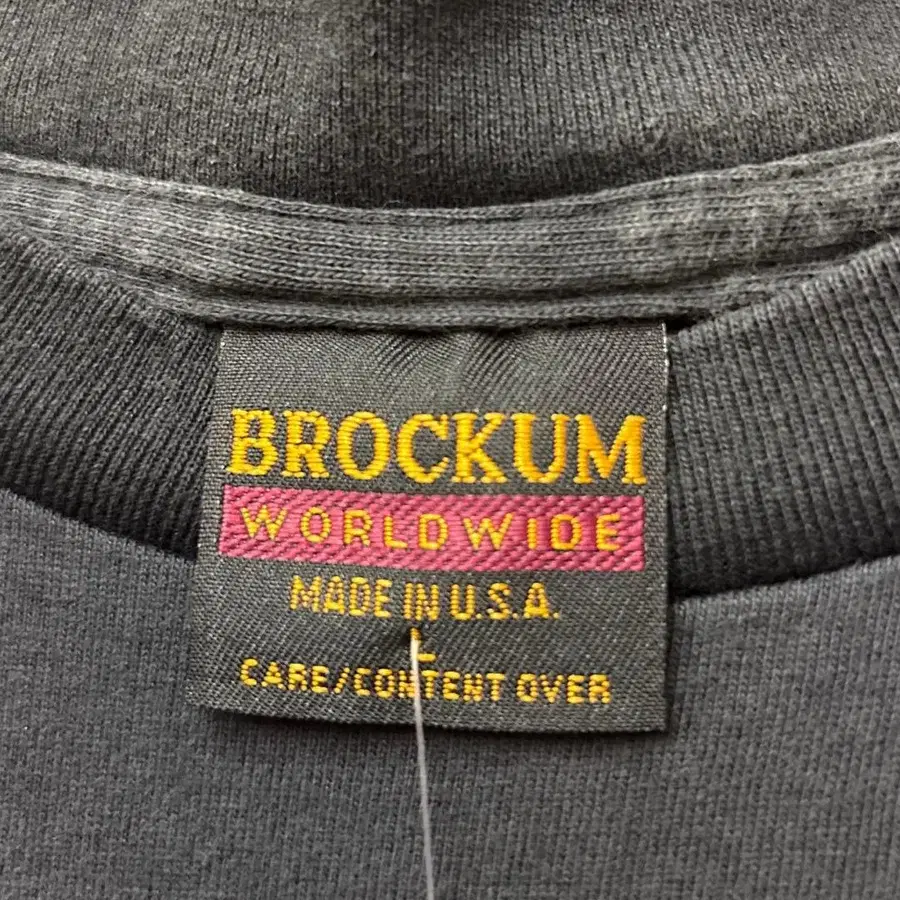 BROCKUM
WORLDWIDE
MADE IN U.S.A.
L
CARE/CONTENT OVER